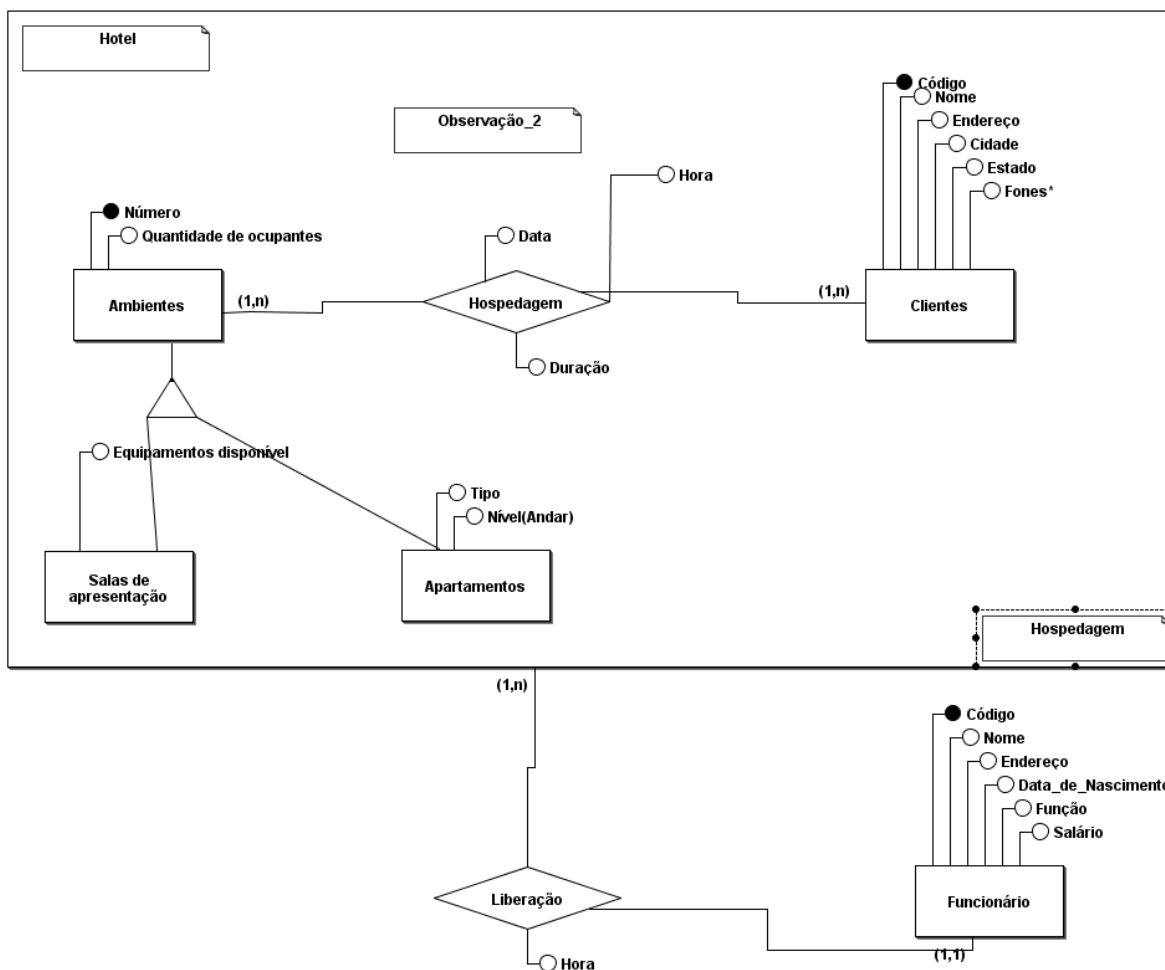 Hotel
Código
Nome
Observação_2
Endereço
Cidade
Estado
Hora
Fones*
Número
Quantidade de ocupantes
Data
Ambientes
(1,n)
Hospedagem
(1,n)
Clientes
Duração
Equipamentos disponível
Tipo
Nível(Andar)
Salas de
apresentação
Apartamentos
Hospedagem
(1,n)
Código
Nome
Endereço
Data_de_Nascimento
Função
Salário
Liberação
Funcionário
(1,1)
Hora